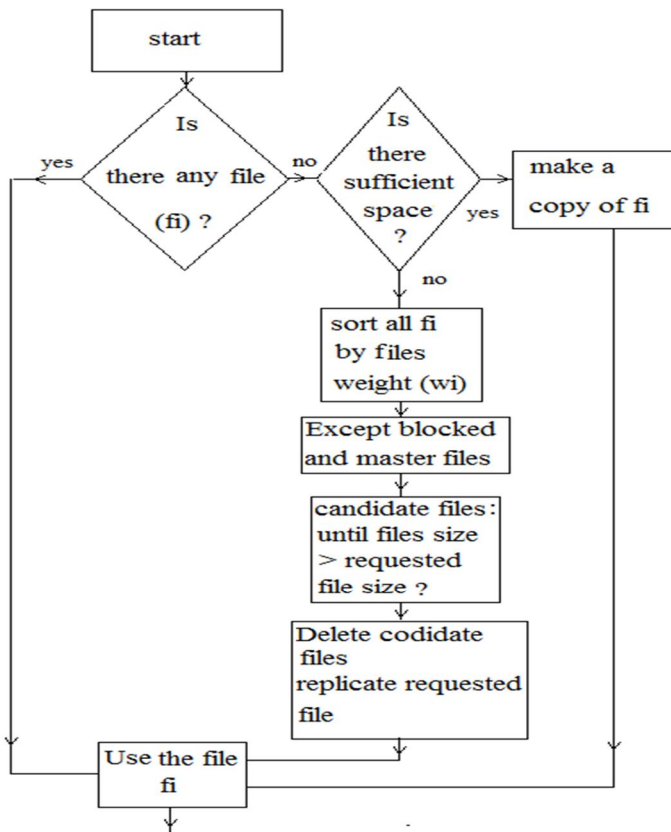 start
Is
there any file
(fi) ?
yes
no
Is
there
sufficient
space
?
yes
make a
copy of fi
no
sort all fi
by files
weight (wi)
Except blocked
and master files
candidate files:
until files size
> requested
file size ?
Delete codidate
files
replicate requested
file
Use the file
fi